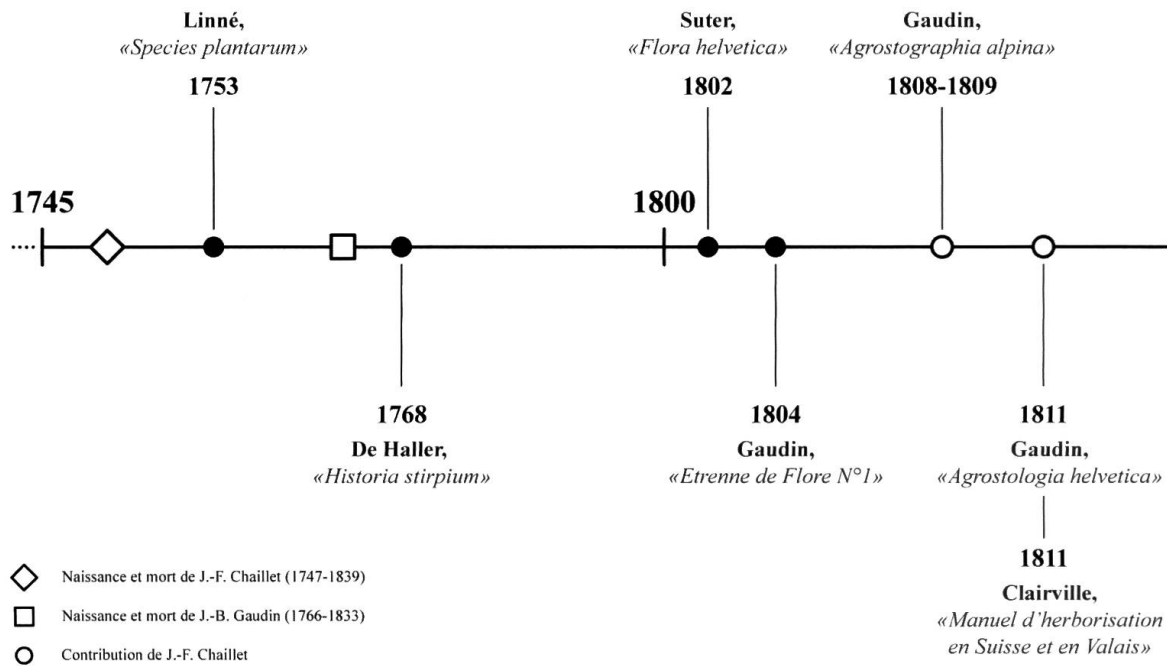 Linné,
«Species plantarum»
1753
Suter,
«Flora helvetica»
1802
Gaudin,
«Agrostographia alpina»
1808-1809
1745
1800
1768
De Haller,
«Historia stirpium»
1804
Gaudin,
«Etrenne de Flore N°1»
1811
Gaudin,
«Agrostologia helvetica»
1811
Clairville,
«Manuel d'herborisation
en Suisse et en Valais»
Naissance et mort de J.-F. Chaillet (1747-1839)
Naissance et mort de J.-B. Gaudin (1766-1833)
Contribution de J.-F. Chaillet